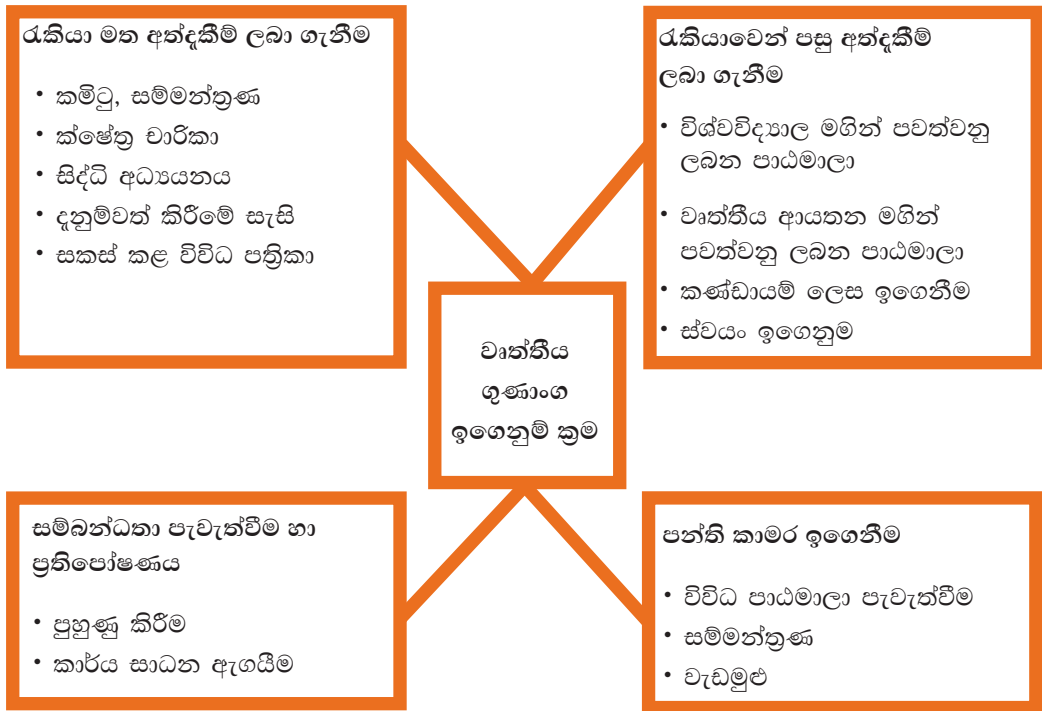 රැකියා මත අත්දැකීම් ලබා ගැනීම
• කමිටු, සම්මන්ත්‍රණ
• ක්ෂේත්‍ර චාරිකා
• සිද්ධි අධ්‍යයනය
• දැනුම්වත් කිරීමේ සැසි
• සකස් කළ විවිධ පත්‍රිකා
රැකියාවෙන් පසු අත්දැකීම්
ලබා ගැනීම
• විශ්වවිද්‍යාල මගින් පවත්වනු
ලබන පාඨමාලා
• වෘත්තීය ආයතන මගින්
පවත්වනු ලබන පාඨමාලා
• කණ්ඩායම් ලෙස ඉගෙනීම
• ස්වයං ඉගෙනුම
වෘත්තීය
ගුණාංග
ඉගෙනුම් ක්‍රම
සම්බන්ධතා පැවැත්වීම හා
ප්‍රතිපෝෂණය
• පුහුණු කිරීම
• කාර්ය සාධන ඇගයීම
පන්ති කාමර ඉගෙනීම
• විවිධ පාඨමාලා පැවැත්වීම
• සම්මන්ත්‍රණ
• වැඩමුළු